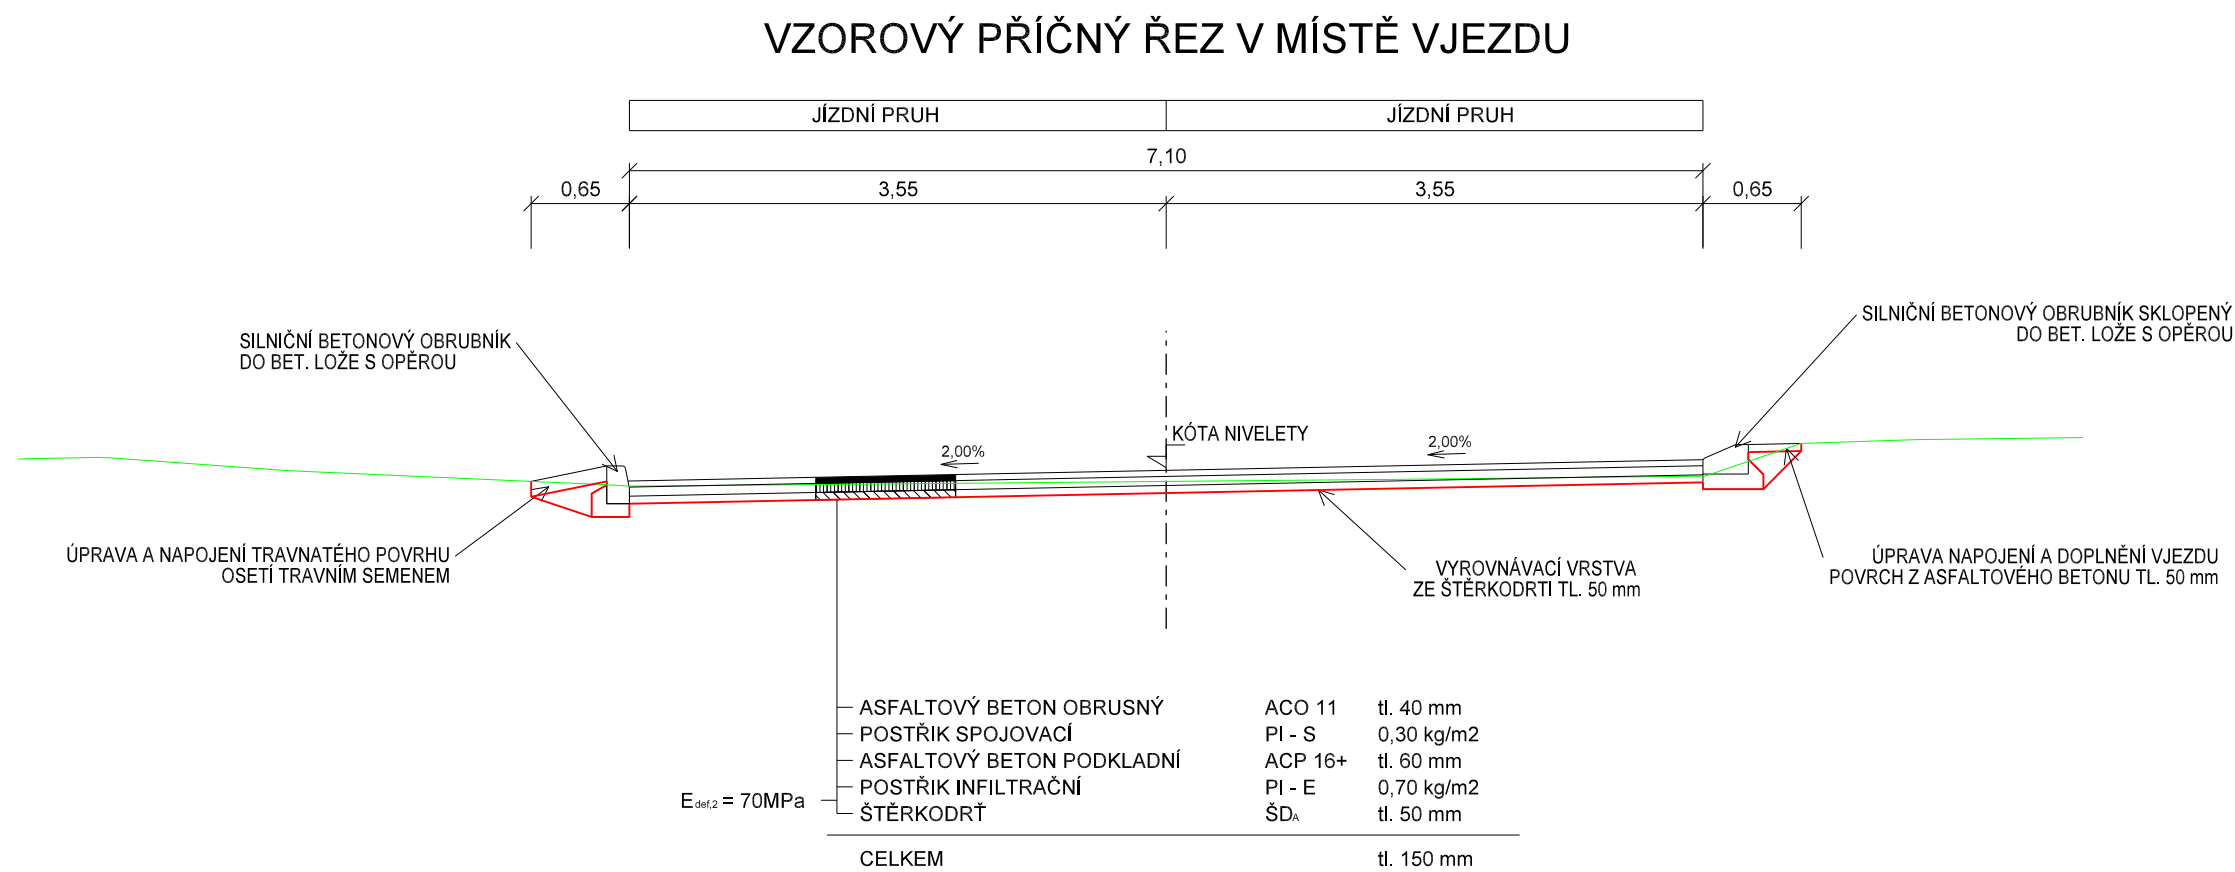 VZOROVÝ PŘÍČNÝ ŘEZ V MÍSTĚ VJEZDU
JÍZDNÍ PRUH
JÍZDNÍ PRUH
7,10
0,65
3,55
3,55
0,65
SILNIČNÍ BETONOVÝ OBRUBNÍK
DO BET. LOŽE S OPĚROU
SILNIČNÍ BETONOVÝ OBRUBNÍK SKLOPENÝ
DO BET. LOŽE S OPĚROU
2,00%
KÓTA NIVELETY
2,00%
ÚPRAVA A NAPOJENÍ TRAVNATÉHO POVRHU
OSETÍ TRAVNÍM SEMENEM
VYROVNÁVACÍ VRSTVA
ZE ŠTĚRKODRTI TL. 50 mm
ÚPRAVA NAPOJENÍ A DOPLNĚNÍ VJEZDU
POVRCH Z ASFALTOVÉHO BETONU TL. 50 mm
ASFALTOVÝ BETON OBRUSNÝ ACO 11 tl. 40 mm
POSTŘIK SPOJOVACÍ PI - S 0,30 kg/m2
ASFALTOVÝ BETON PODKLADNÍ ACP 16+ tl. 60 mm
POSTŘIK INFILTRAČNÍ PI - E 0,70 kg/m2
Edef,2 = 70MPa
ŠTĚRKODRŤ ŠDA tl. 50 mm
CELKEM tl. 150 mm